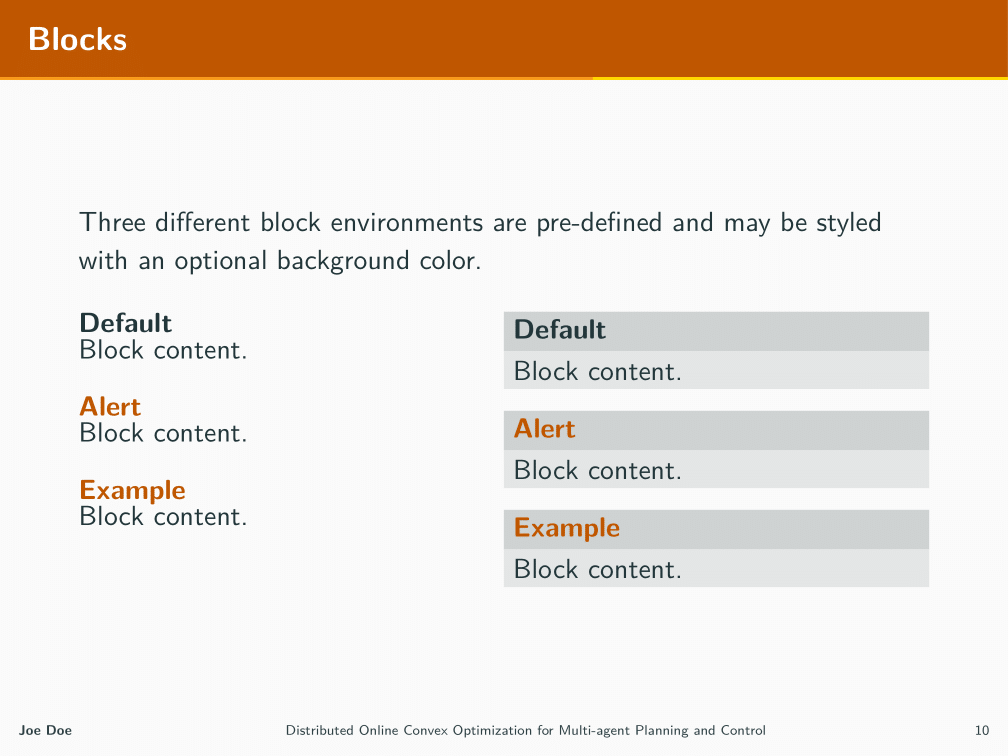 Blocks
Three different block environments are pre-defined and may be styled
with an optional background color.
Default
Block content.
Alert
Block content.
Example
Block content.
Default
Block content.
Alert
Block content.
Example
Block content.
Joe Doe
Distributed Online Convex Optimization for Multi-agent Planning and Control
10